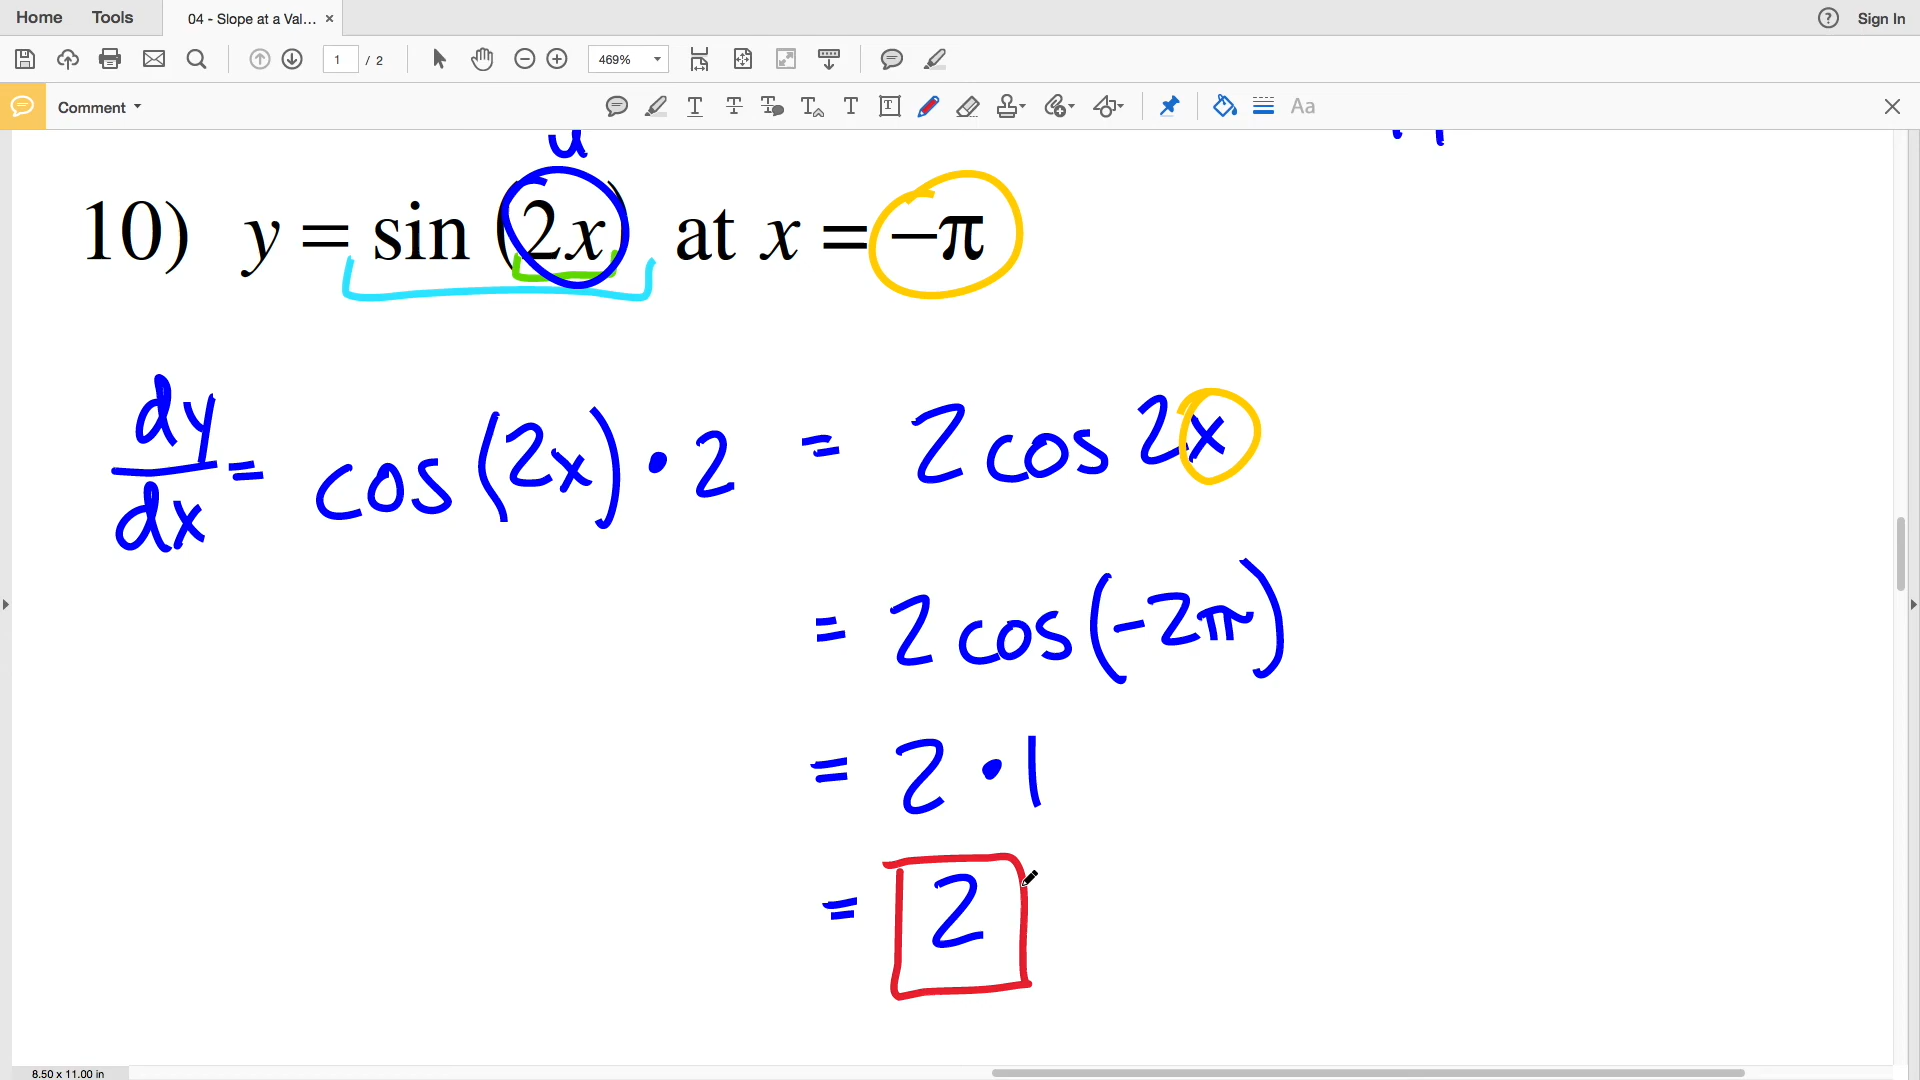 Home Tools 04 - Slope at a Val... × ? Sign In
1 / 2 469%
Comment T T T T T T Aa
u
10) y = sin (2x) at x = −π
dy/dx = cos(2x) • 2 = 2 cos 2x
= 2 cos(-2π)
= 2 • 1
= 2
8.50 x 11.00 in